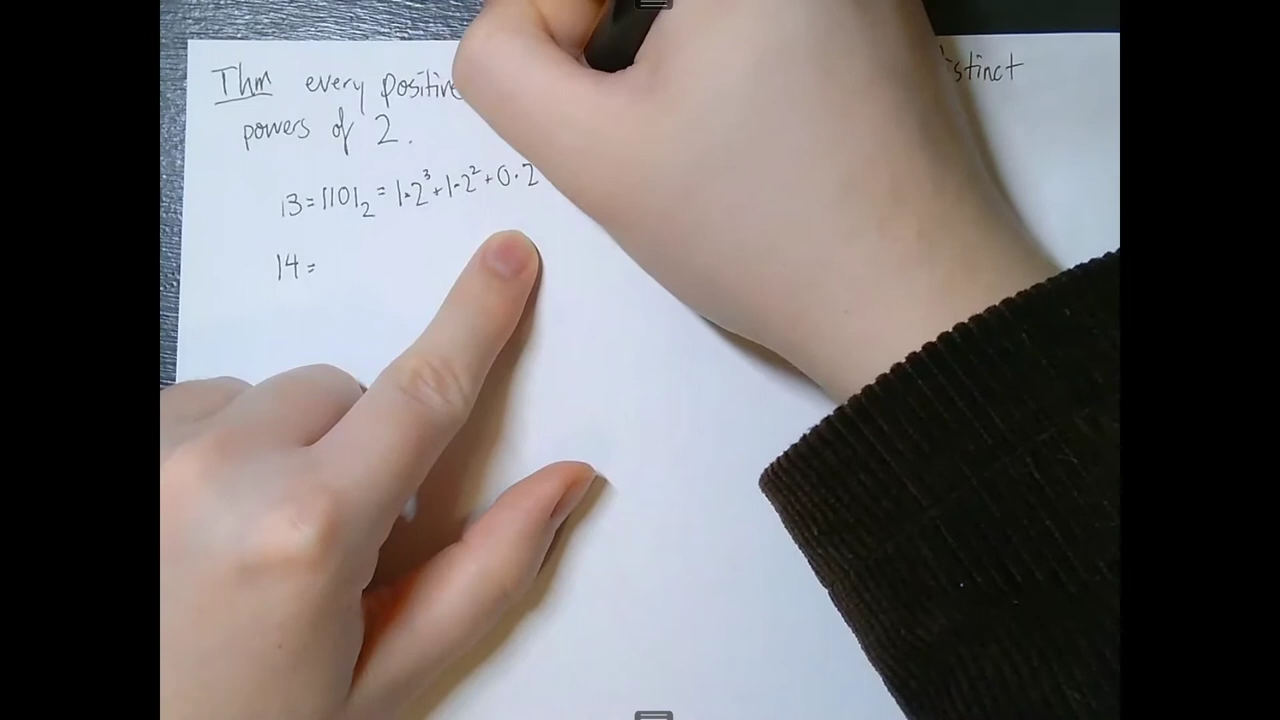 Thm every positive distinct
powers of 2.
13 = 1101₂ = 1·2³ + 1·2² + 0·2
14 =